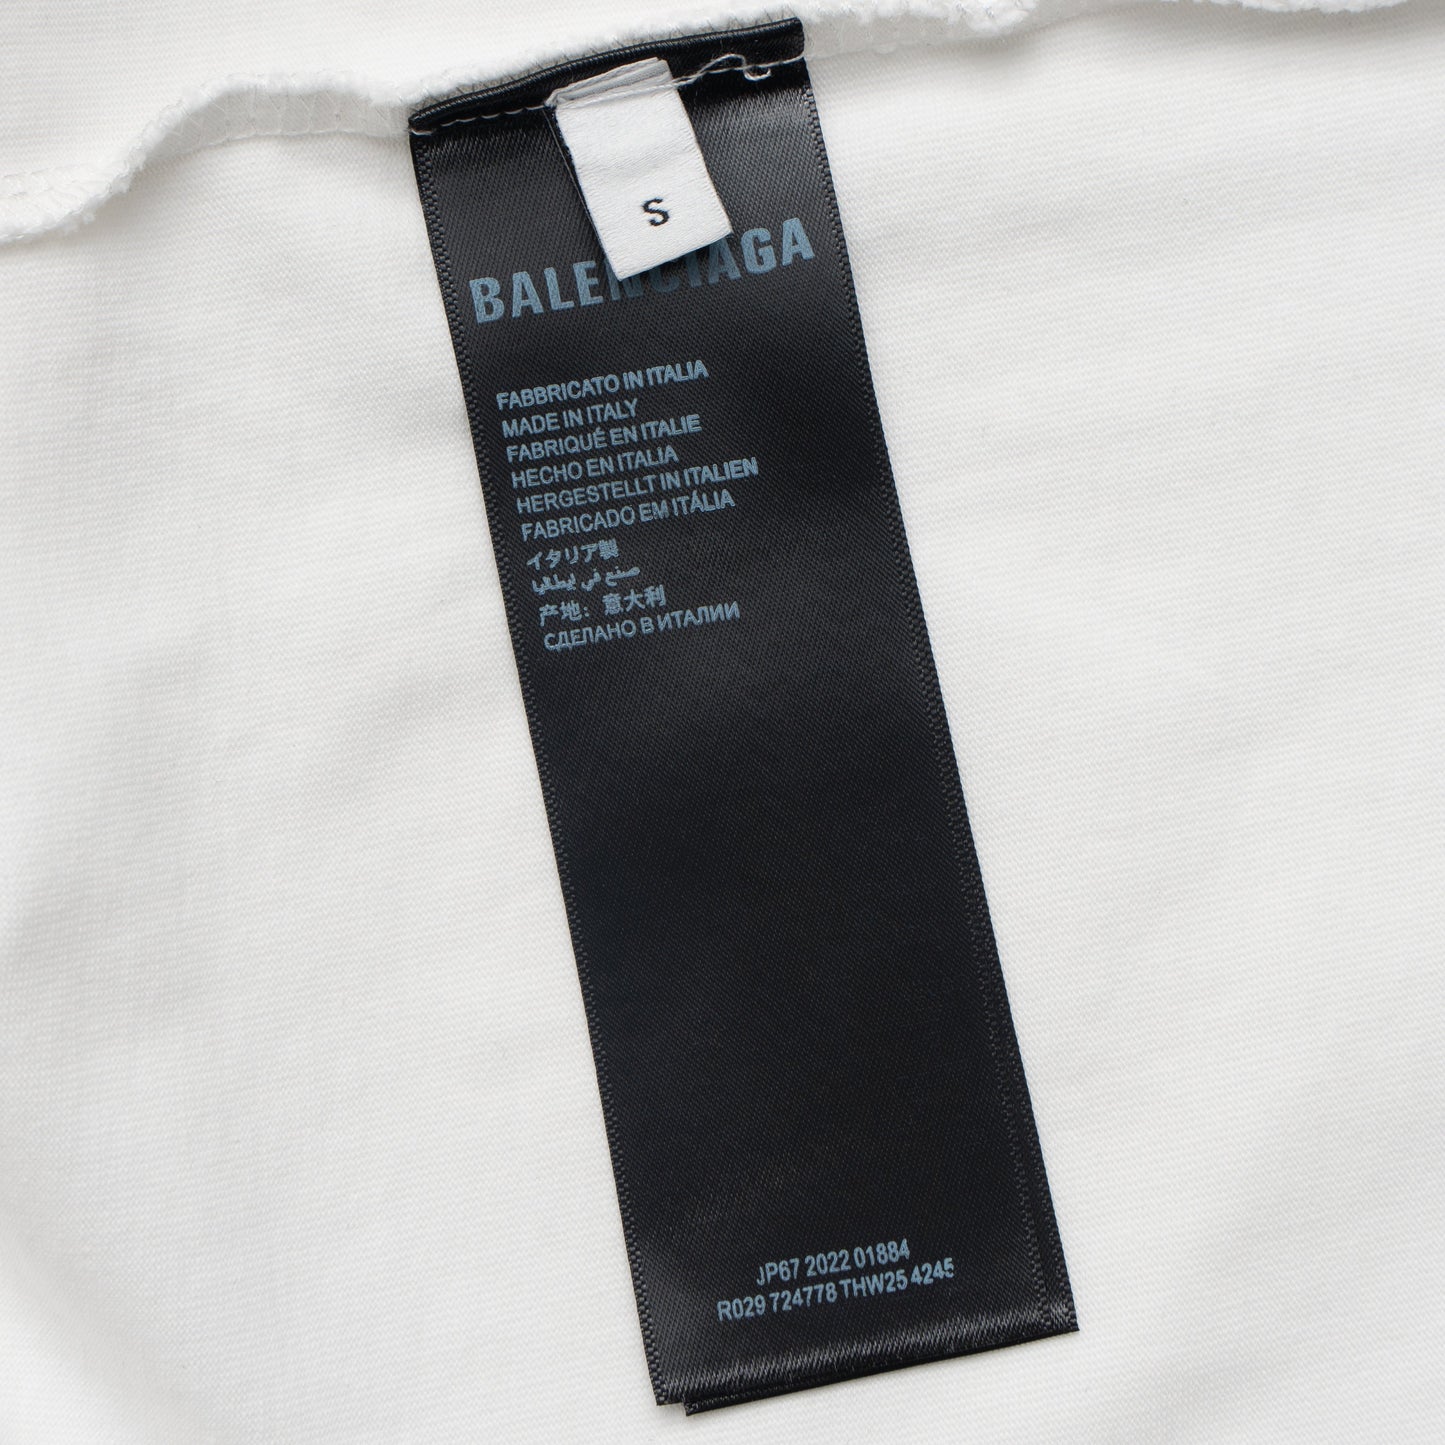 S
BALENCIAGA
FABBRICATO IN ITALIA
MADE IN ITALY
FABRIQUÉ EN ITALIE
HECHO EN ITALIA
HERGESTELLT IN ITALIEN
FABRICADO EM ITÁLIA
イタリア製
صنع في إيطاليا
产地：意大利
СДЕЛАНО В ИТАЛИИ
JP67 2022 01884
R029 724778 THW25 4245